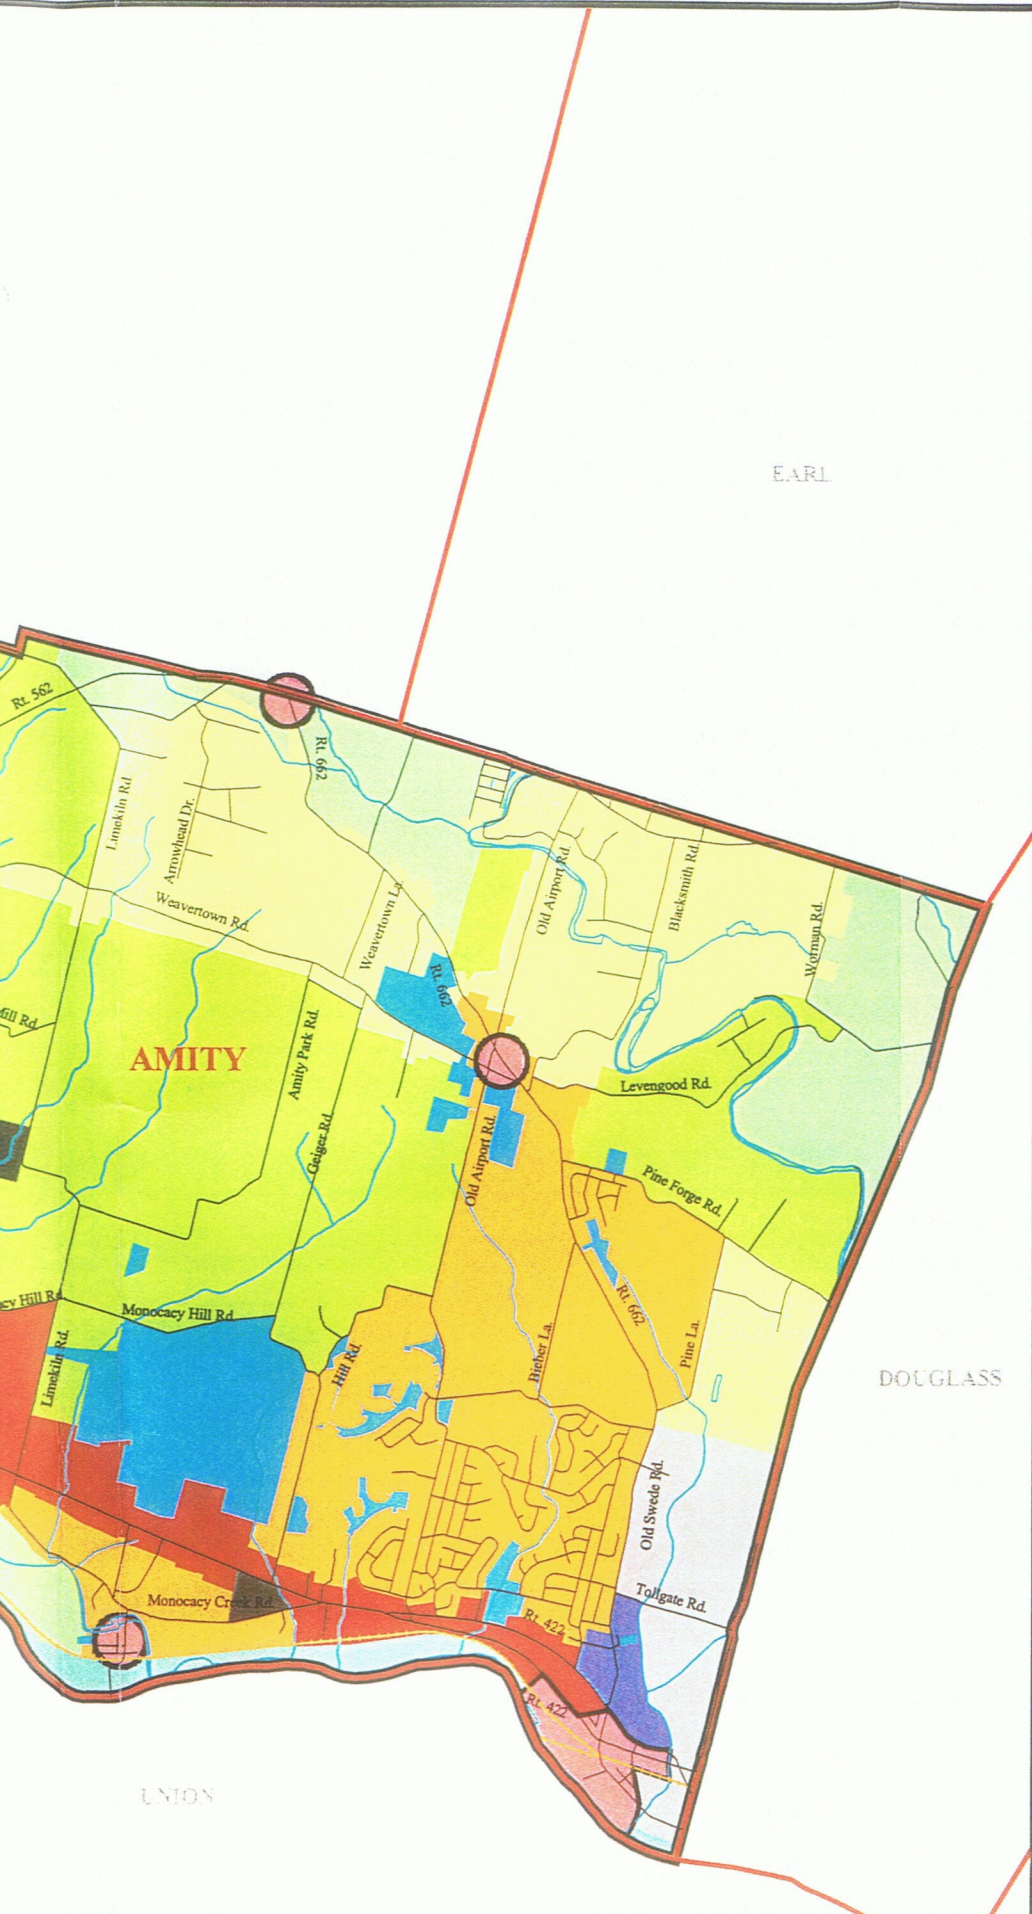 EARL
Rt. 562
Rt. 662
Limekiln Rd.
Arrowhead Dr.
Old Airport Rd.
Blacksmith Rd.
Weavertown Rd.
Weavertown La.
Worman Rd.
Rt. 662
Mill Rd.
AMITY
Amity Park Rd.
Levengood Rd.
Geiger Rd.
Old Airport Rd.
Pine Forge Rd.
Hill Rd.
Monocacy Hill Rd.
Rt. 662
Limekiln Rd.
Hill Rd.
Bieber La.
Pine La.
DOUGLASS
Old Swede Rd.
Monocacy Creek Rd.
Tollgate Rd.
Rt. 422
Rt. 422
UNION